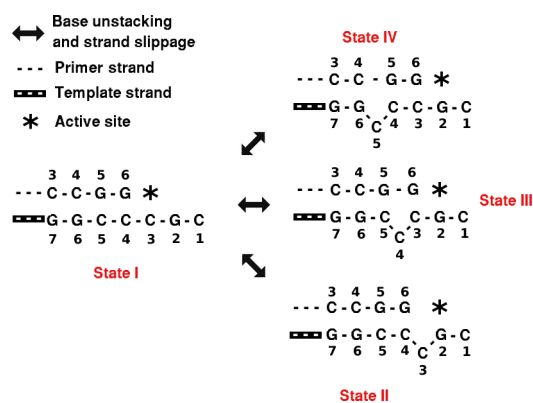 Base unstacking
and strand slippage
Primer strand
Template strand
Active site
State I
3 4 5 6
- - - C - C - G - G *
G - G - C - C - C - G - C
7 6 5 4 3 2 1
State IV
3 4 5 6
- - - C - C - G - G *
G - G C - C - G - C
7 6 C 4 3 2 1
5
State III
3 4 5 6
- - - C - C - G - G *
G - G - C C - G - C
7 6 5 C 3 2 1
4
3 4 5 6
- - - C - C - G - G *
G - G - C - C G - C
7 6 5 4 C 2 1
3
State II